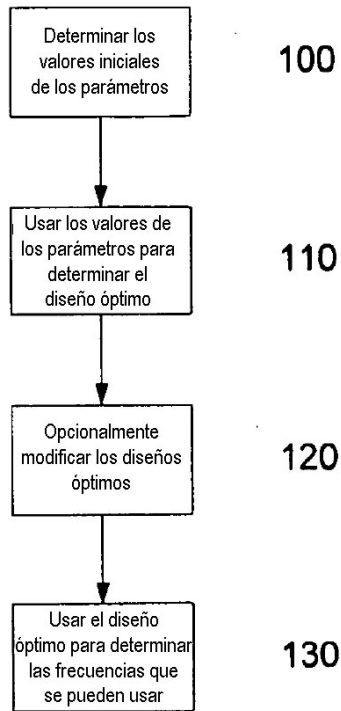 Determinar los
valores iniciales
de los parámetros
100
Usar los valores de
los parámetros para
determinar el
diseño óptimo
110
Opcionalmente
modificar los diseños
óptimos
120
Usar el diseño
óptimo para determinar
las frecuencias que
se pueden usar
130